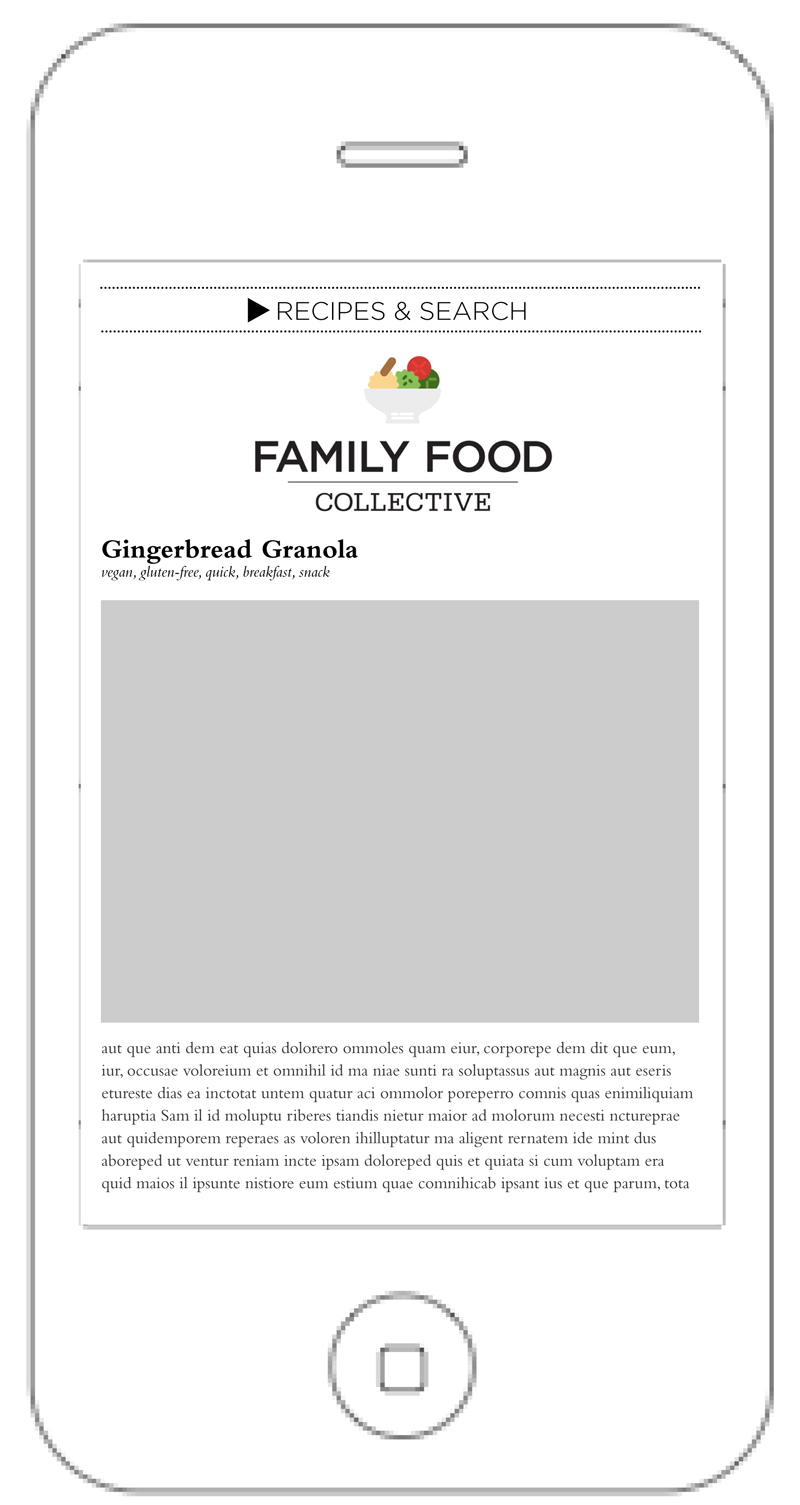 RECIPES & SEARCH
FAMILY FOOD
COLLECTIVE
Gingerbread Granola
vegan, gluten-free, quick, breakfast, snack
aut que anti dem eat quias dolorero ommoles quam eiur, corporepe dem dit que eum,
iur, occusae voloreium et omnihil id ma niae sunti ra soluptassus aut magnis aut eseris
etureste dias ea inctotat untem quatur aci ommolor poreperro comnis quas enimiliquiam
haruptia Sam il id moluptu riberes tiandis nietur maior ad molorum necesti nctureprae
aut quidemporem reperaes as voloren ihilluptatur ma aligent rernatem ide mint dus
aboreped ut ventur reniam incte ipsam doloreped quis et quiata si cum voluptam era
quid maios il ipsunte nistiore eum estium quae comnihicab ipsant ius et que parum, tota